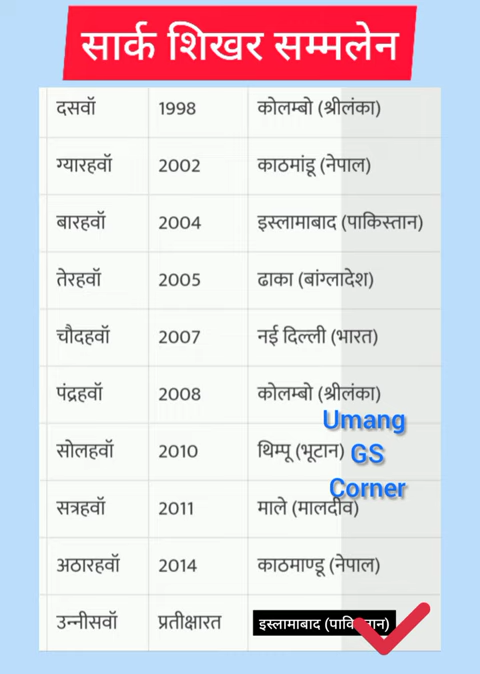 सार्क शिखर सम्मलेन
दसवॉ 1998 कोलम्बो (श्रीलंका)
ग्यारहवॉ 2002 काठमांडू (नेपाल)
बारहवॉ 2004 इस्लामाबाद (पाकिस्तान)
तेरहवॉ 2005 ढाका (बांग्लादेश)
चौदहवॉ 2007 नई दिल्ली (भारत)
पंद्रहवॉ 2008 कोलम्बो (श्रीलंका)
Umang
सोलहवॉ 2010 थिम्पू (भूटान) GS
Corner
सत्रहवॉ 2011 माले (मालदीव)
अठारहवॉ 2014 काठमाण्डू (नेपाल)
उन्नीसवॉ प्रतीक्षारत इस्लामाबाद (पाकिस्तान)